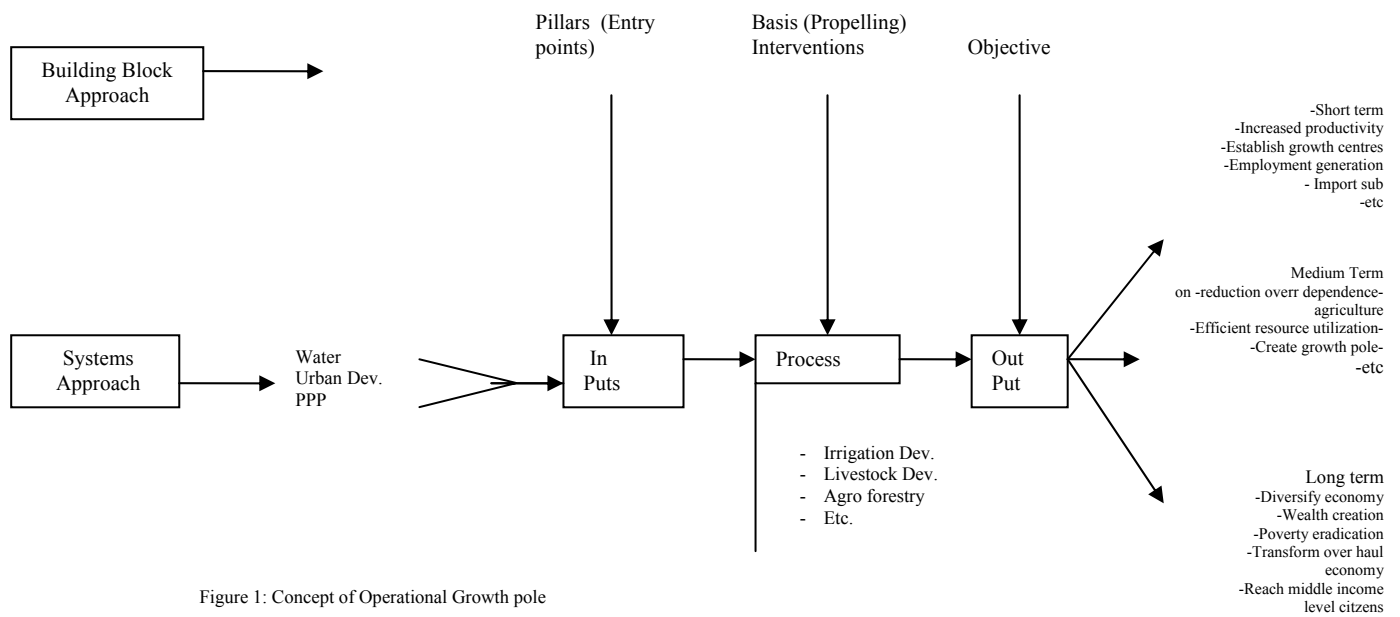 Pillars (Entry
points)
Basis (Propelling)
Interventions
Objective
Building Block
Approach
-Short term
-Increased productivity
-Establish growth centres
-Employment generation
- Import sub
-etc
Medium Term
on -reduction overr dependence-
agriculture
-Efficient resource utilization-
-Create growth pole-
-etc
Systems
Approach
Water
Urban Dev.
PPP
In
Puts
Process
Out
Put
- Irrigation Dev.
- Livestock Dev.
- Agro forestry
- Etc.
Long term
-Diversify economy
-Wealth creation
-Poverty eradication
-Transform over haul
economy
-Reach middle income
level citzens
Figure 1: Concept of Operational Growth pole